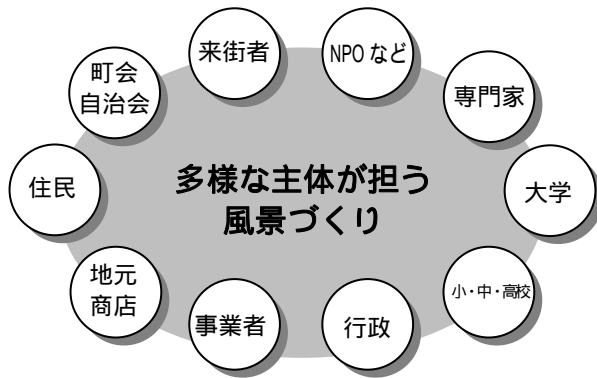 来街者
NPOなど
町会
自治会
専門家
住民
多様な主体が担う
風景づくり
大学
地元
商店
小・中・高校
事業者
行政